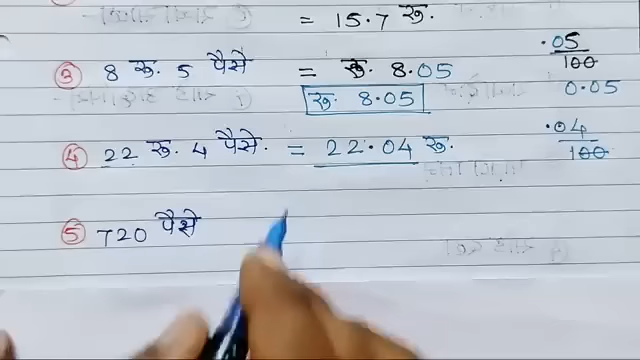 = 15.7 रू.
③ 8 रू. 5 पैसे = रू. 8.05
रू. 8.05
.05
100
0.05
④ 22 रू. 4 पैसे. = 22.04 रू.
.04
100
⑤ 720 पैसे